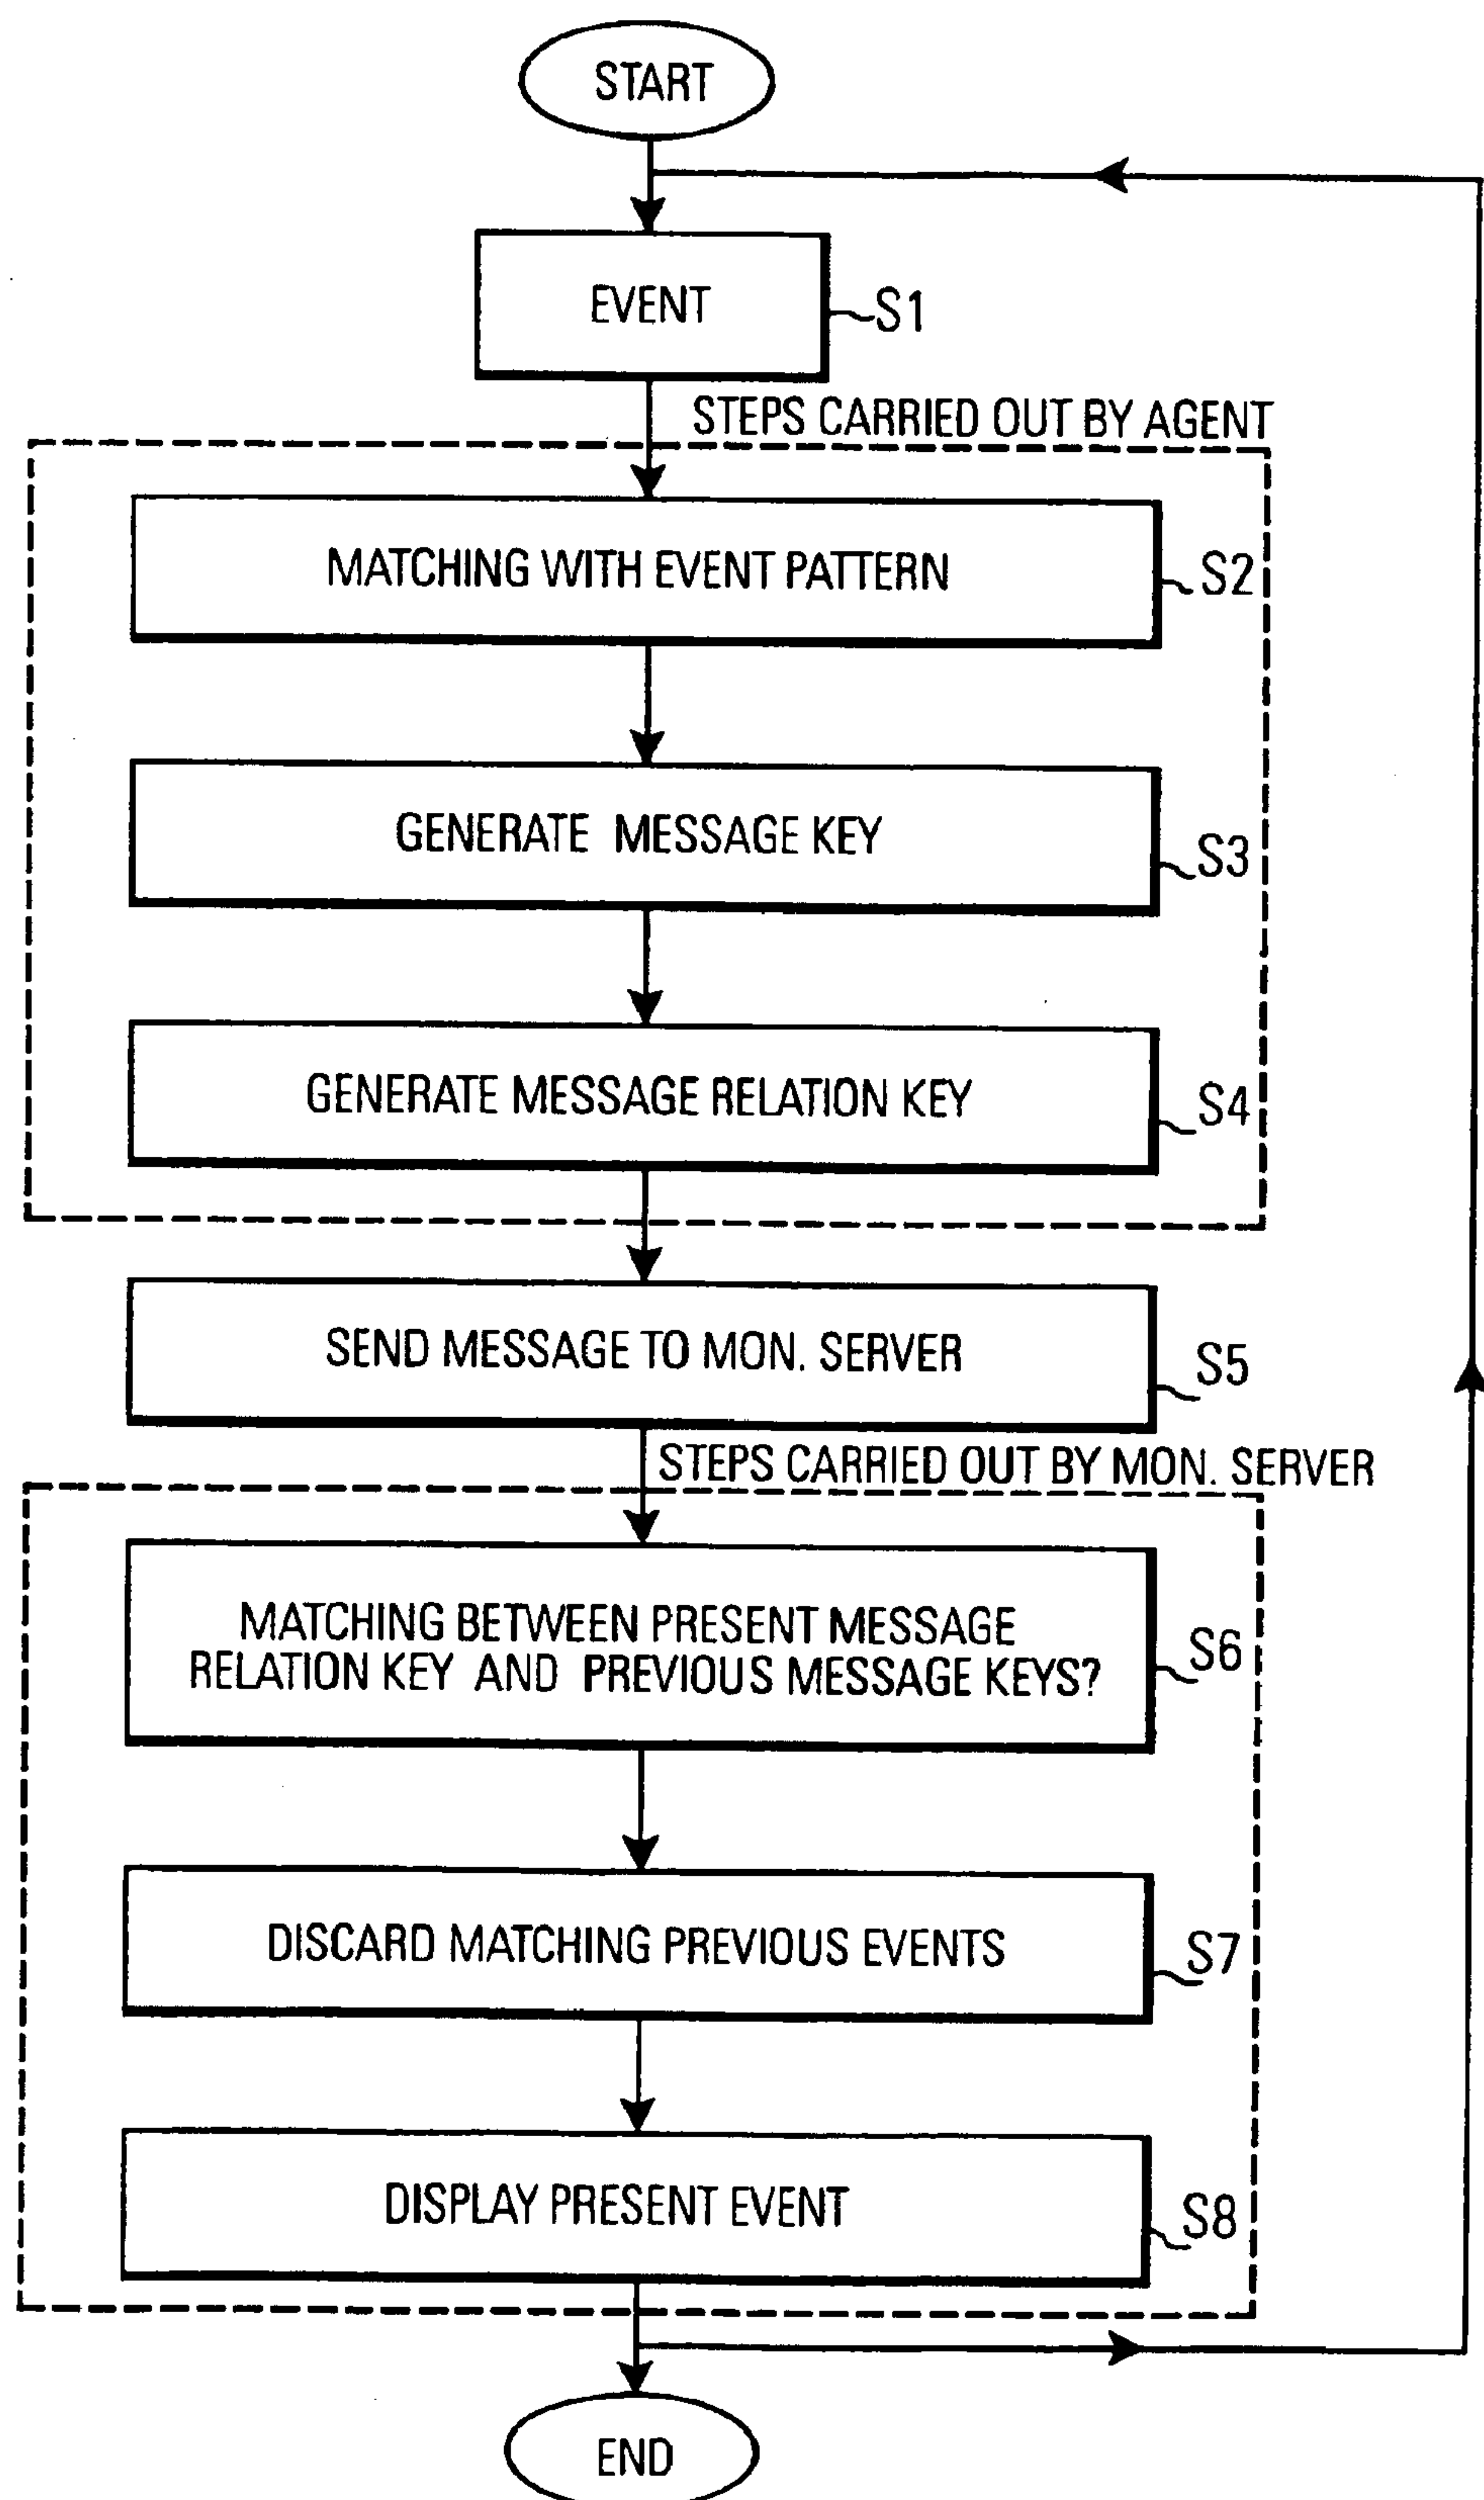 START
EVENT
S1
STEPS CARRIED OUT BY AGENT
MATCHING WITH EVENT PATTERN
S2
GENERATE MESSAGE KEY
S3
GENERATE MESSAGE RELATION KEY
S4
SEND MESSAGE TO MON. SERVER
S5
STEPS CARRIED OUT BY MON. SERVER
MATCHING BETWEEN PRESENT MESSAGE
RELATION KEY AND PREVIOUS MESSAGE KEYS?
S6
DISCARD MATCHING PREVIOUS EVENTS
S7
DISPLAY PRESENT EVENT
S8
END